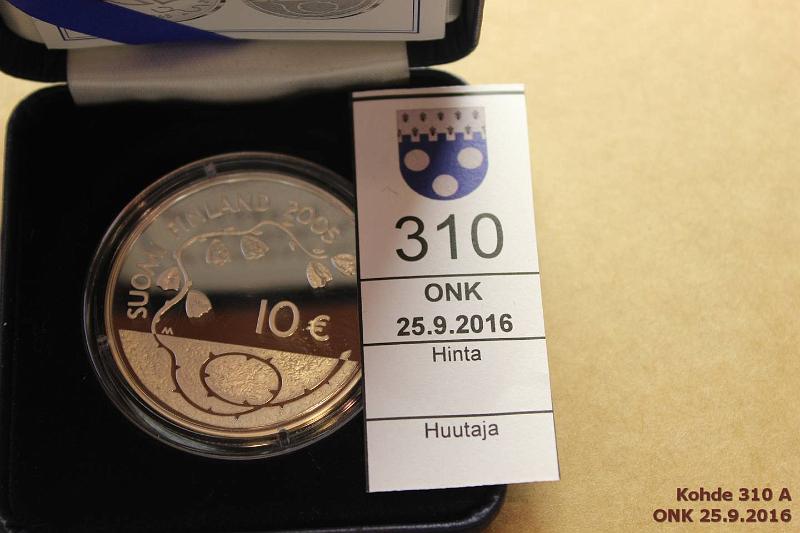 SUOMI FINLAND 2005
10 €
M
310
ONK
25.9.2016
Hinta
Huutaja
Kohde 310 A
ONK 25.9.2016